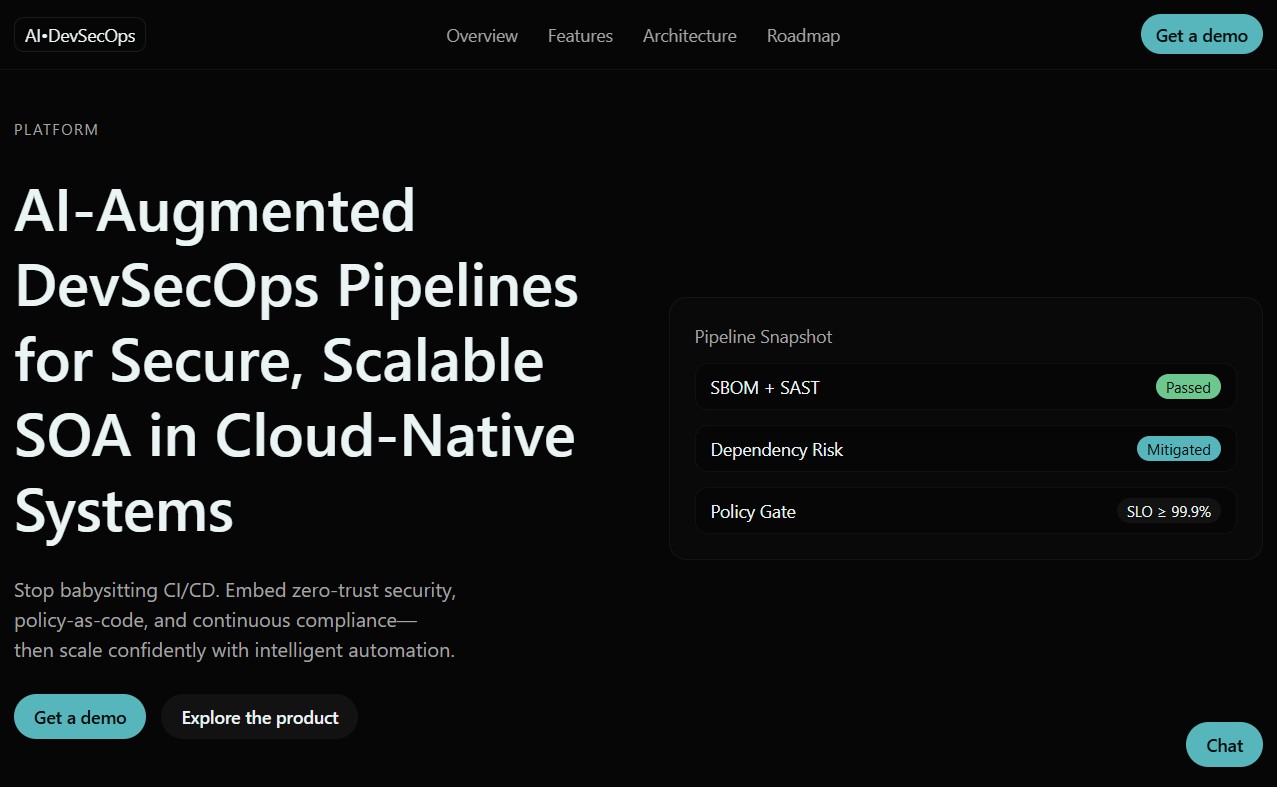 AI•DevSecOps
Overview
Features
Architecture
Roadmap
Get a demo
PLATFORM
AI-Augmented
DevSecOps Pipelines
for Secure, Scalable
SOA in Cloud-Native
Systems
Stop babysitting CI/CD. Embed zero-trust security,
policy-as-code, and continuous compliance—
then scale confidently with intelligent automation.
Get a demo
Explore the product
Pipeline Snapshot
SBOM + SAST
Passed
Dependency Risk
Mitigated
Policy Gate
SLO ≥ 99.9%
Chat